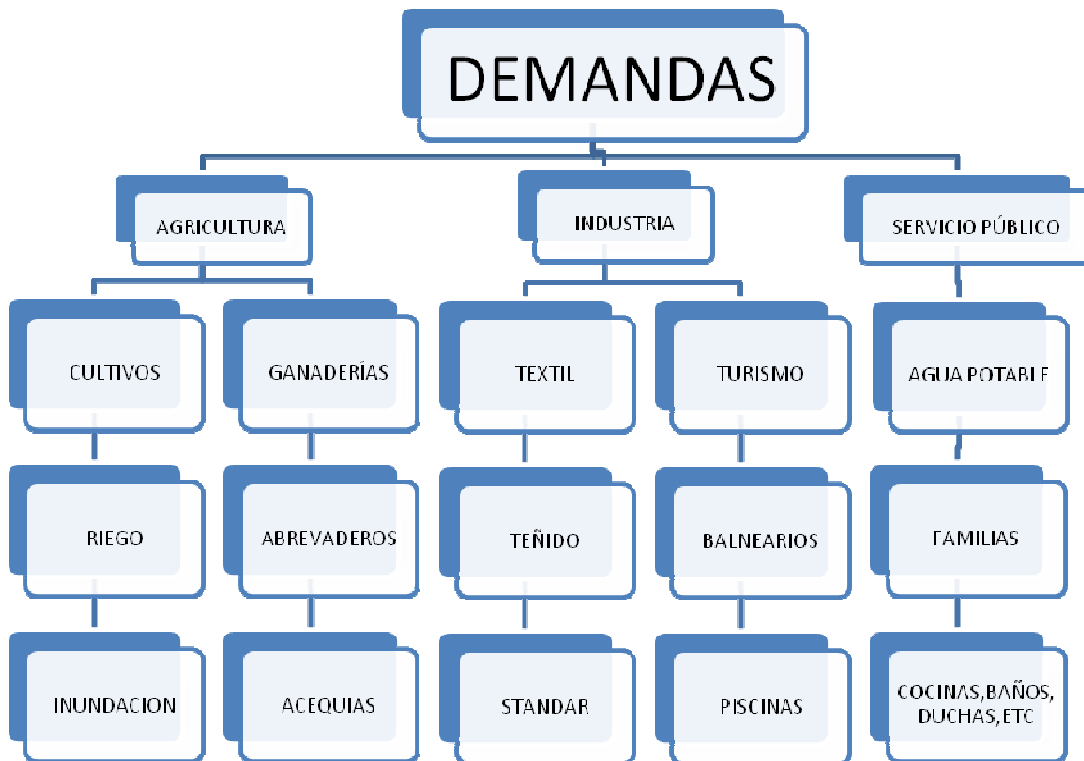 DEMANDAS
AGRICULTURA
INDUSTRIA
SERVICIO PÚBLICO
CULTIVOS
GANADERÍAS
TEXTIL
TURISMO
AGUA POTABLE
RIEGO
ABREVADEROS
TEÑIDO
BALNEARIOS
FAMILIAS
INUNDACION
ACEQUIAS
STANDAR
PISCINAS
COCINAS,BAÑOS,
DUCHAS,ETC